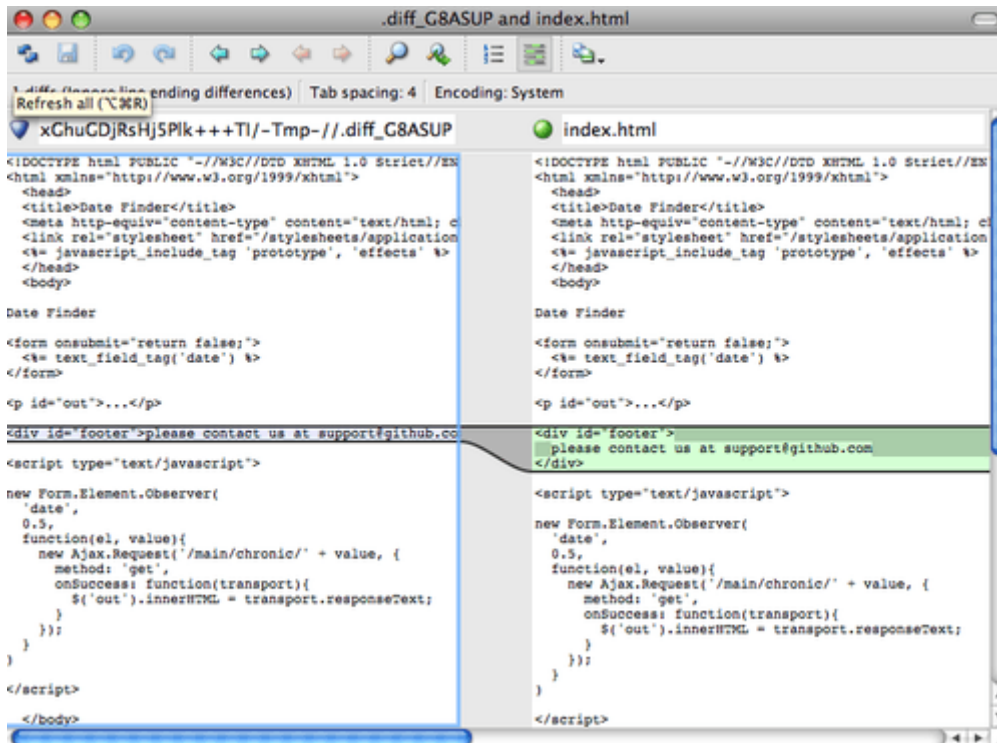 .diff_G8ASUP and index.html
ending differences) Tab spacing: 4 Encoding: System
Refresh all (⌥⌘R)
xGhuGDjRsHj5Plk+++TI/-Tmp-//.diff_G8ASUP
<!DOCTYPE html PUBLIC "-//W3C//DTD XHTML 1.0 Strict//EN
<html xmlns="http://www.w3.org/1999/xhtml">
<head>
<title>Date Finder</title>
<meta http-equiv="content-type" content="text/html; c
<link rel="stylesheet" href="/stylesheets/application
<%= javascript_include_tag 'prototype', 'effects' %>
</head>
<body>
Date Finder
<form onsubmit="return false;">
<%= text_field_tag('date') %>
</form>
<p id="out">...</p>
<div id="footer">please contact us at support@github.co
<script type="text/javascript">
new Form.Element.Observer(
'date',
0.5,
function(el, value){
new Ajax.Request('/main/chronic/' + value, {
method: 'get',
onSuccess: function(transport){
$('out').innerHTML = transport.responseText;
}
});
}
)
</script>
</body>
index.html
<!DOCTYPE html PUBLIC "-//W3C//DTD XHTML 1.0 Strict//EN
<html xmlns="http://www.w3.org/1999/xhtml">
<head>
<title>Date Finder</title>
<meta http-equiv="content-type" content="text/html; c
<link rel="stylesheet" href="/stylesheets/application
<%= javascript_include_tag 'prototype', 'effects' %>
</head>
<body>
Date Finder
<form onsubmit="return false;">
<%= text_field_tag('date') %>
</form>
<p id="out">...</p>
<div id="footer">
please contact us at support@github.com
</div>
<script type="text/javascript">
new Form.Element.Observer(
'date',
0.5,
function(el, value){
new Ajax.Request('/main/chronic/' + value, {
method: 'get',
onSuccess: function(transport){
$('out').innerHTML = transport.responseText;
}
});
}
)
</script>